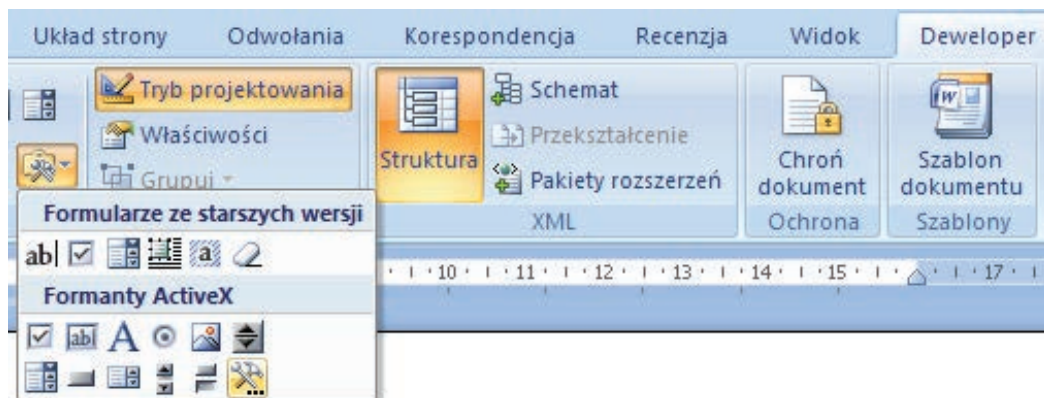 Układ strony Odwołania Korespondencja Recenzja Widok Deweloper
Tryb projektowania
Właściwości
Grupuj
Struktura
Schemat
Przekształcenie
Pakiety rozszerzeń
XML
Chroń
dokument
Ochrona
Szablon
dokumentu
Szablony
Formularze ze starszych wersji
ab
a
Formanty ActiveX
ab
A
10 11 12 13 14 15 17